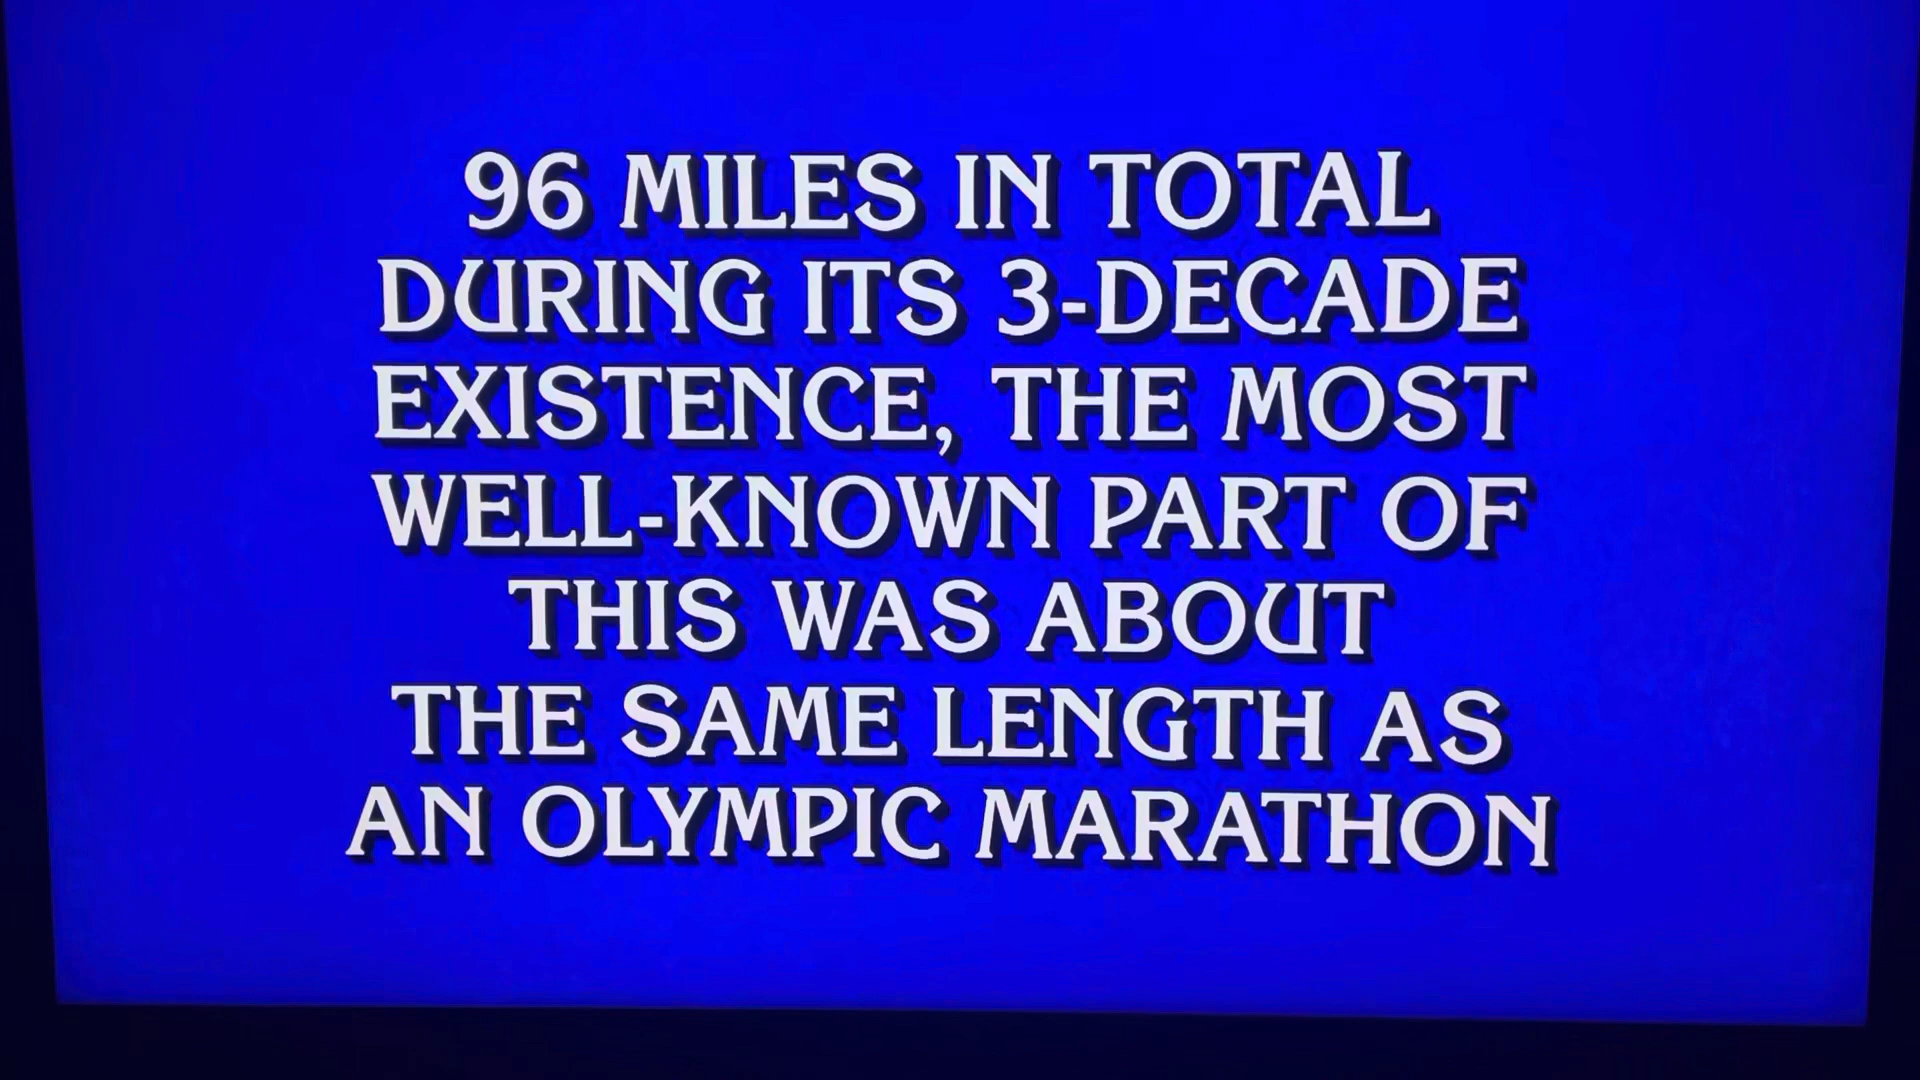 96 MILES IN TOTAL
DURING ITS 3-DECADE
EXISTENCE, THE MOST
WELL-KNOWN PART OF
THIS WAS ABOUT
THE SAME LENGTH AS
AN OLYMPIC MARATHON